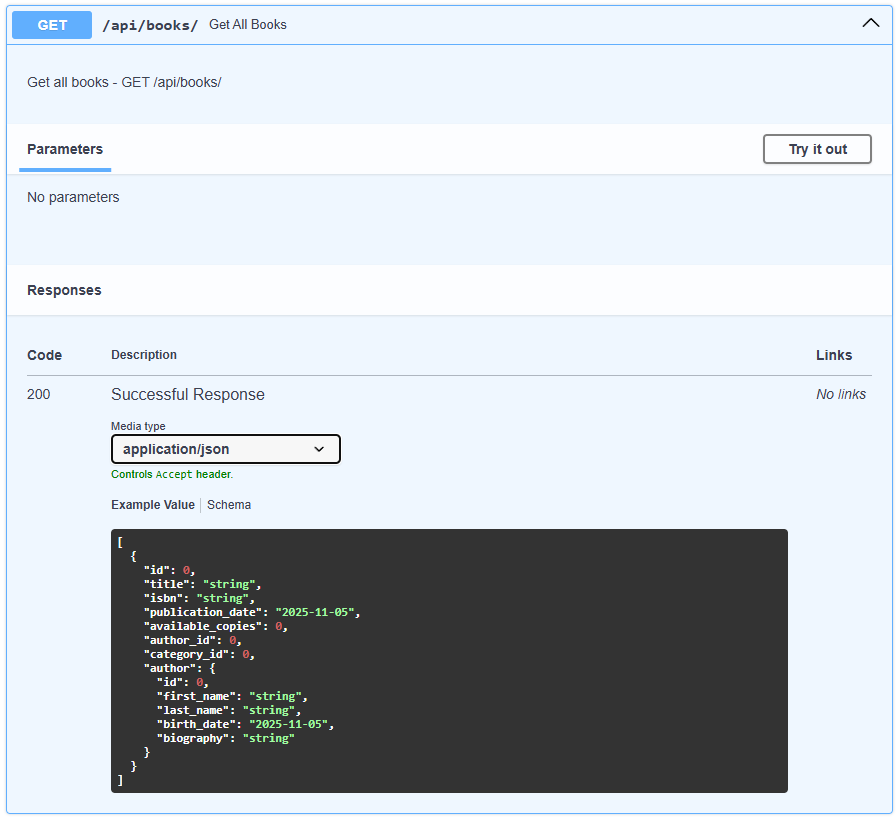 GET /api/books/ Get All Books
Get all books - GET /api/books/
Parameters
Try it out
No parameters
Responses
Code Description Links
200 Successful Response No links
Media type
application/json
Controls Accept header.
Example Value Schema
[
  {
    "id": 0,
    "title": "string",
    "isbn": "string",
    "publication_date": "2025-11-05",
    "available_copies": 0,
    "author_id": 0,
    "category_id": 0,
    "author": {
      "id": 0,
      "first_name": "string",
      "last_name": "string",
      "birth_date": "2025-11-05",
      "biography": "string"
    }
  }
]